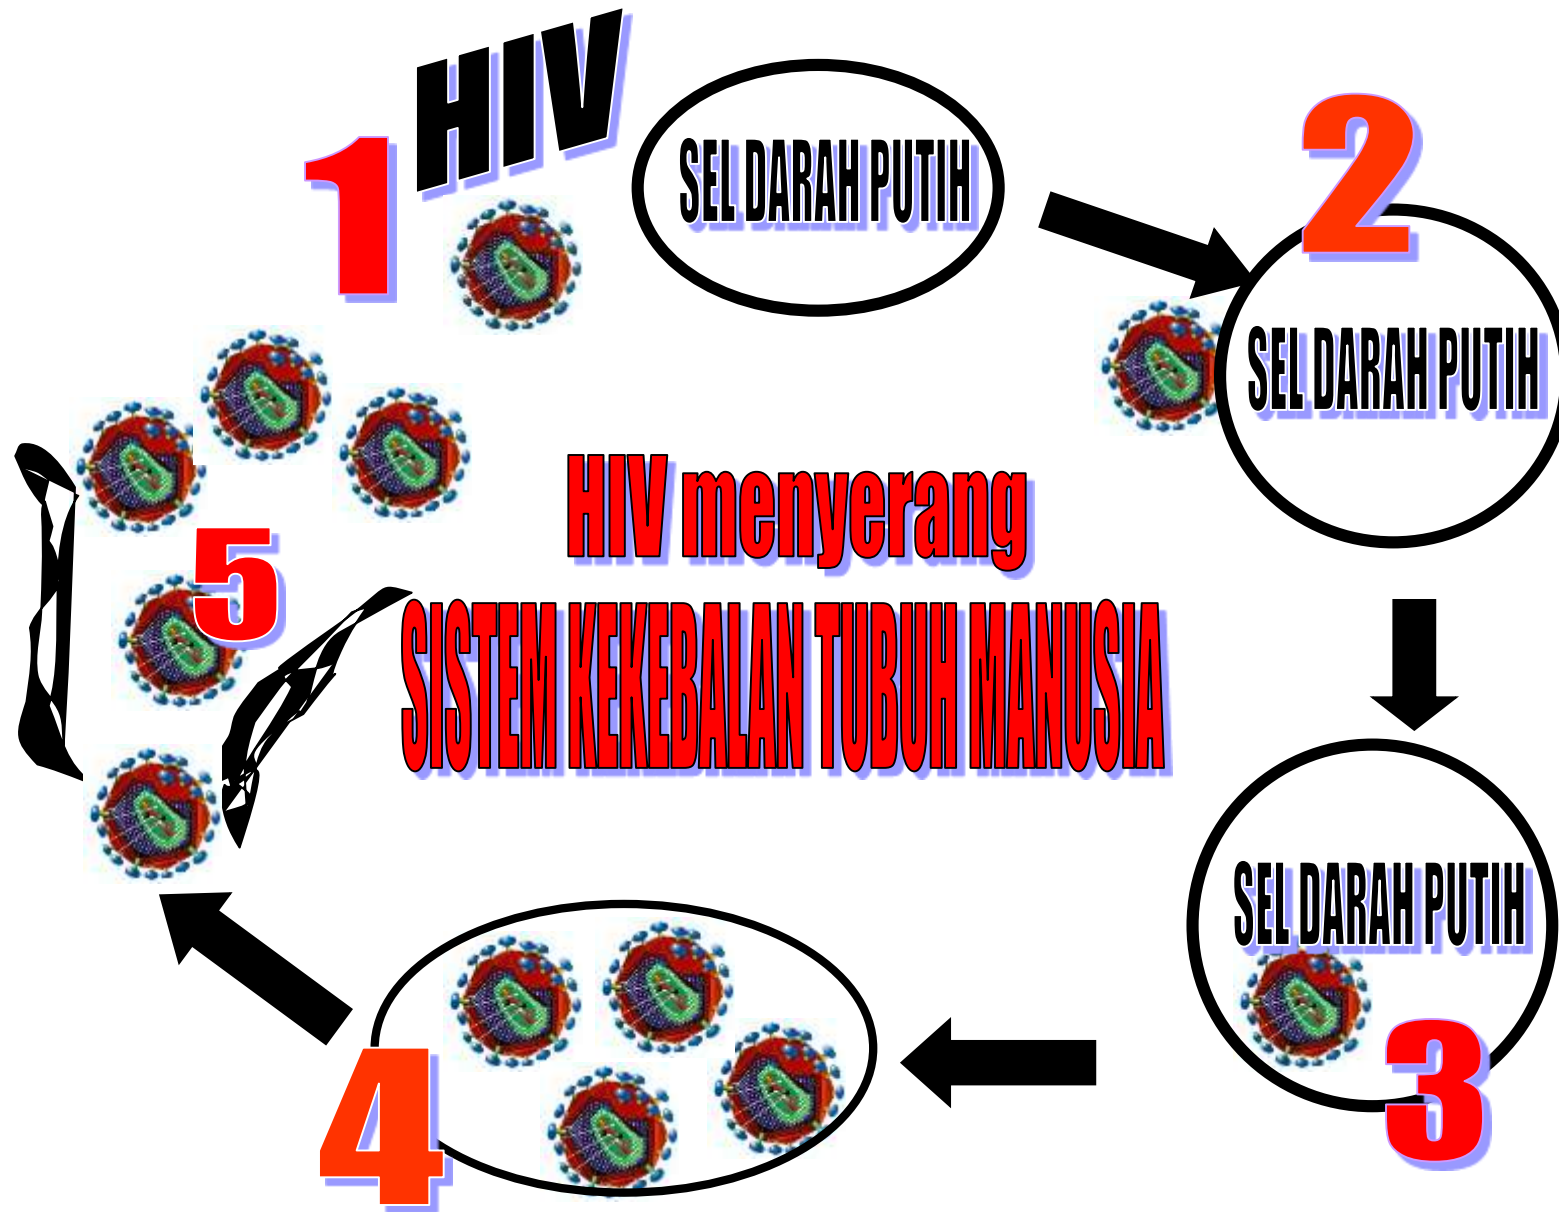 1
HIV
SEL DARAH PUTIH
2
SEL DARAH PUTIH
HIV menyerang
SISTEM KEKEBALAN TUBUH MANUSIA
5
SEL DARAH PUTIH
3
4